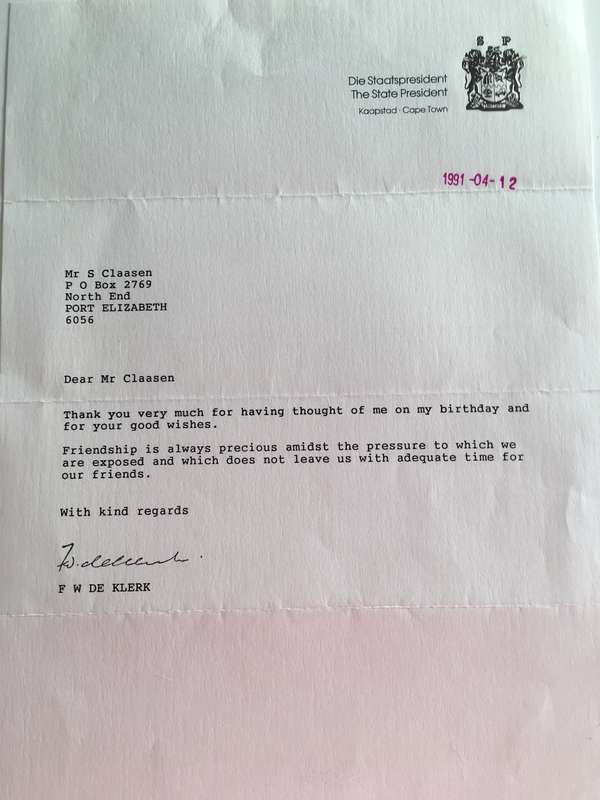 S P
Die Staatspresident
The State President
Kaapstad · Cape Town
1991 -04- 12
Mr S Claasen
P O Box 2769
North End
PORT ELIZABETH
6056
Dear Mr Claasen
Thank you very much for having thought of me on my birthday and
for your good wishes.
Friendship is always precious amidst the pressure to which we
are exposed and which does not leave us with adequate time for
our friends.
With kind regards
F W DE KLERK